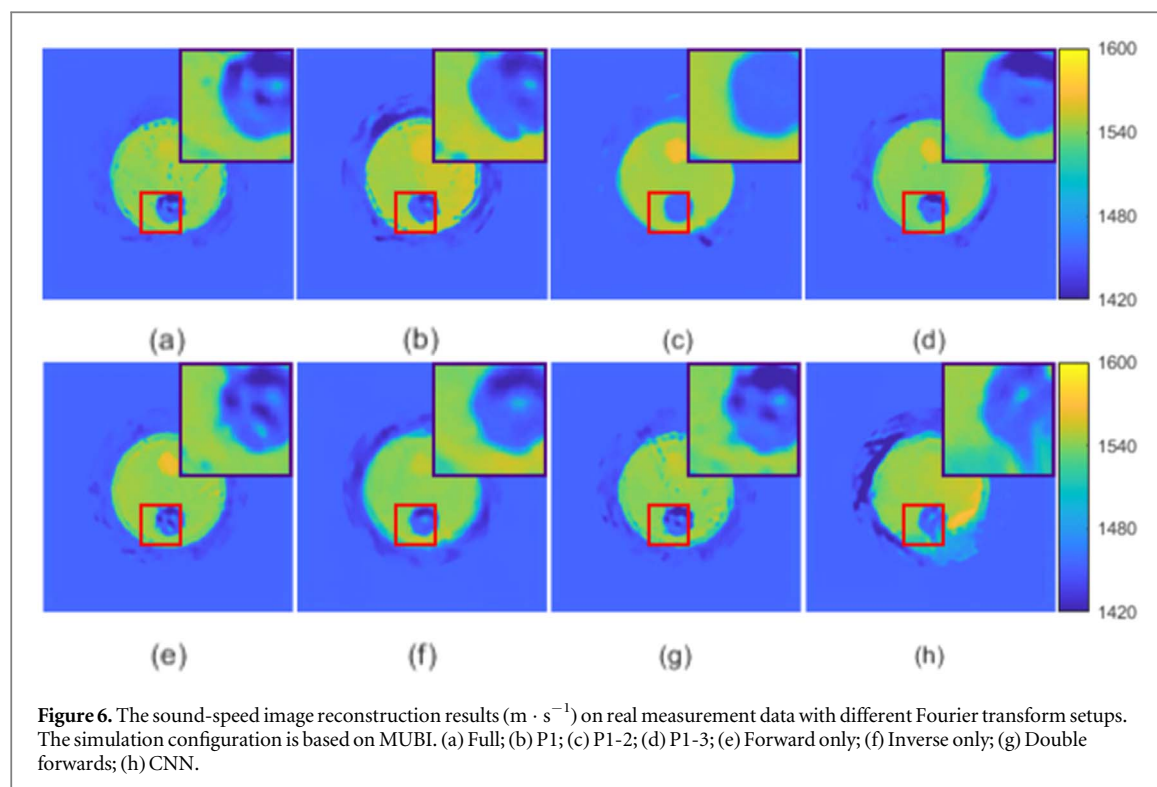 1600
1540
1480
1420
(a)
(b)
(c)
(d)
1600
1540
1480
1420
(e)
(f)
(g)
(h)
Figure 6. The sound-speed image reconstruction results (m · s⁻¹) on real measurement data with different Fourier transform setups.
The simulation configuration is based on MUBI. (a) Full; (b) P1; (c) P1-2; (d) P1-3; (e) Forward only; (f) Inverse only; (g) Double
forwards; (h) CNN.